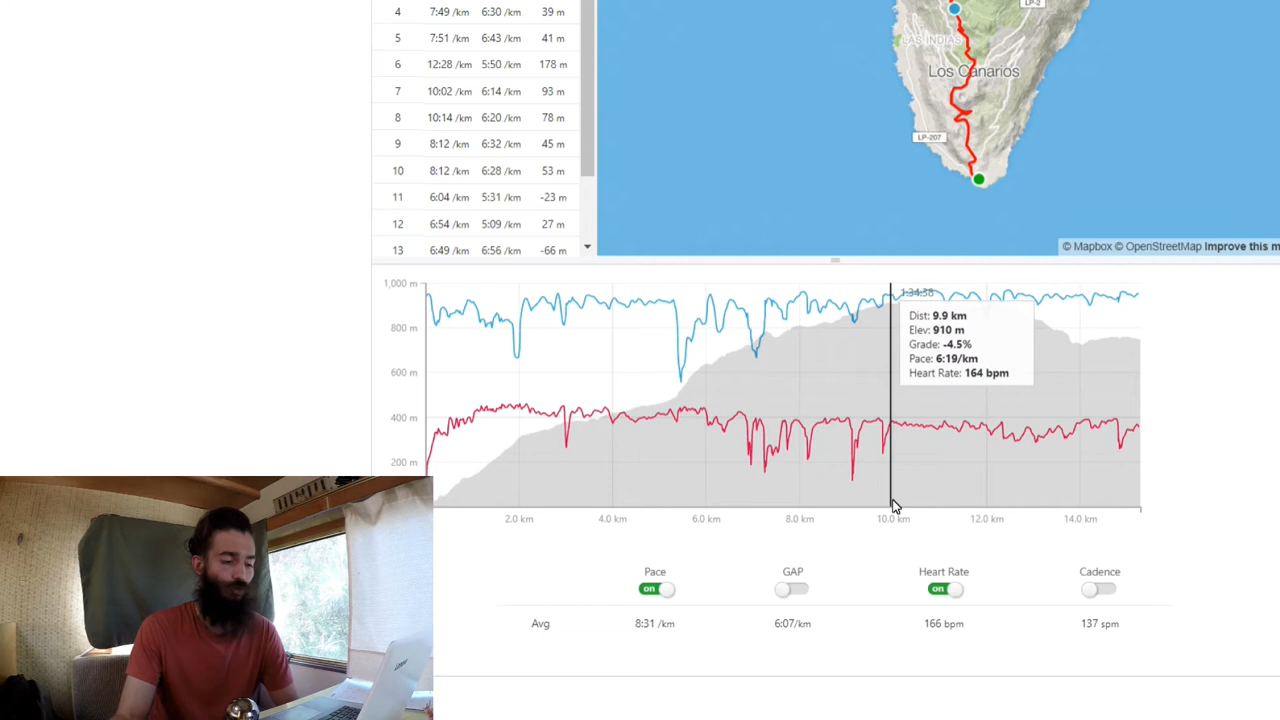 4 7:49 /km 6:30 /km 39 m
5 7:51 /km 6:43 /km 41 m
6 12:28 /km 5:50 /km 178 m
7 10:02 /km 6:14 /km 93 m
8 10:14 /km 6:20 /km 78 m
9 8:12 /km 6:32 /km 45 m
10 8:12 /km 6:28 /km 53 m
11 6:04 /km 5:31 /km -23 m
12 6:54 /km 5:09 /km 27 m
13 6:49 /km 6:56 /km -66 m
LP-2
LAS INDIAS
Los Canarios
LP-207
© Mapbox © OpenStreetMap Improve this m
1,000 m
800 m
600 m
400 m
200 m
1:34:38
Dist: 9.9 km
Elev: 910 m
Grade: -4.5%
Pace: 6:19/km
Heart Rate: 164 bpm
2.0 km 4.0 km 6.0 km 8.0 km 10.0 km 12.0 km 14.0 km
Pace GAP Heart Rate Cadence
on on
Avg 8:31 /km 6:07/km 166 bpm 137 spm